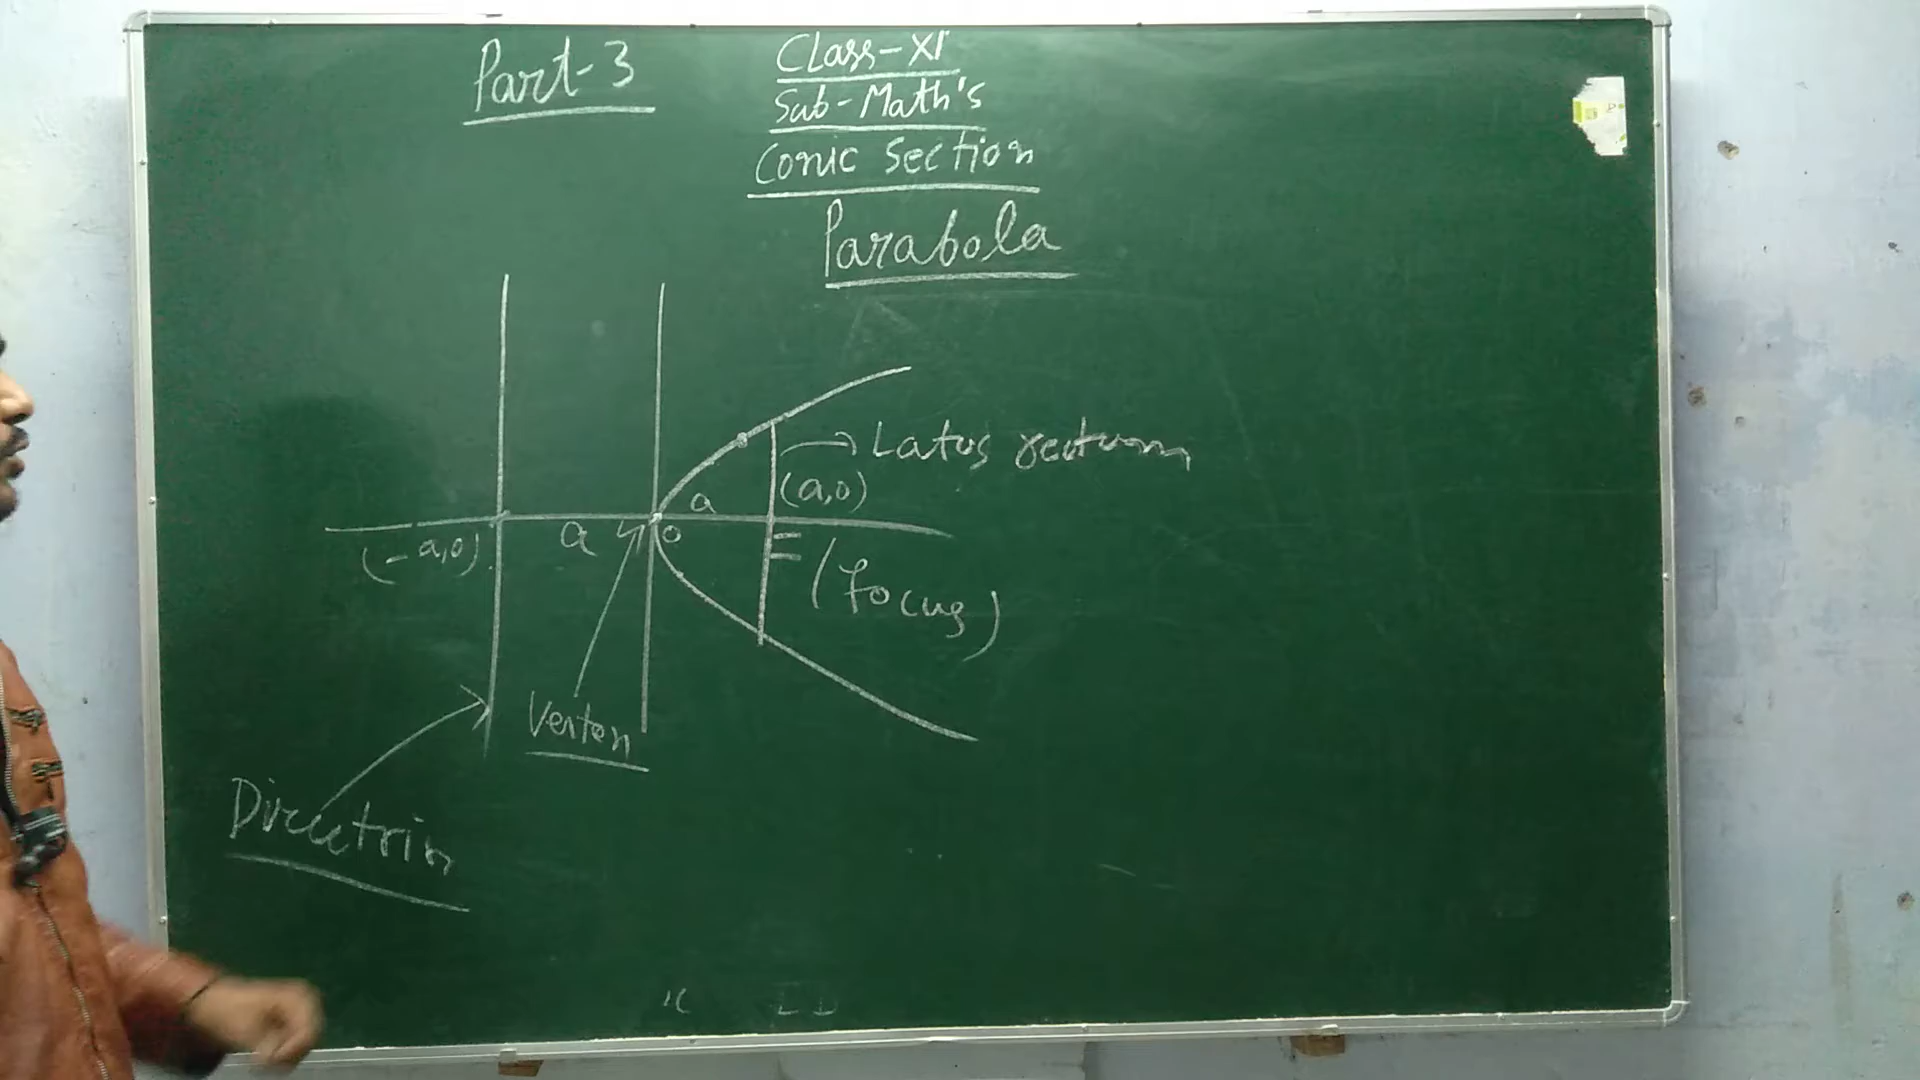 Part-3
Class-XI
Sub-Math's
Conic Section
Parabola
Latus rectum
(a,0)
a
(-a,0)
a
O
F
(focus)
Vertex
Directrix